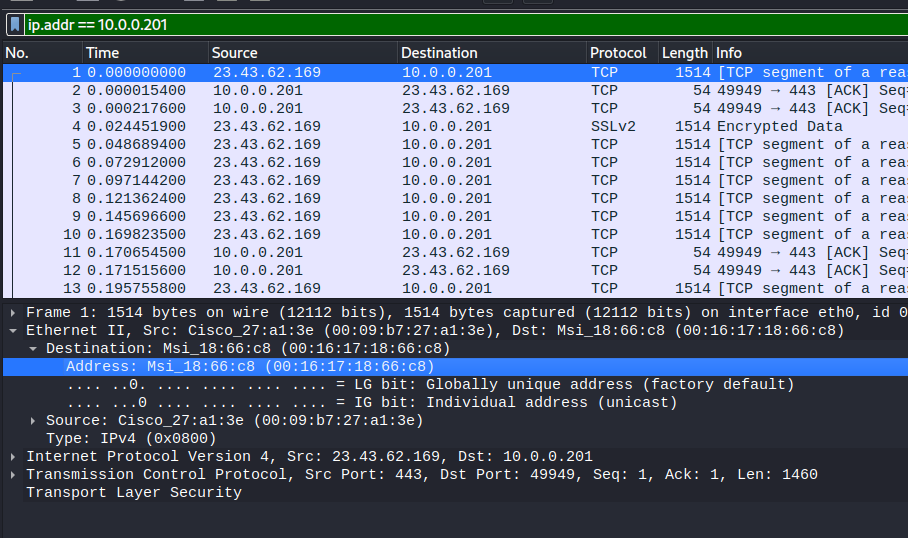 ip.addr == 10.0.0.201
No. Time Source Destination Protocol Length Info
1 0.000000000 23.43.62.169 10.0.0.201 TCP 1514 [TCP segment of a rea
2 0.000015400 10.0.0.201 23.43.62.169 TCP 54 49949 → 443 [ACK] Seq=
3 0.000217600 10.0.0.201 23.43.62.169 TCP 54 49949 → 443 [ACK] Seq=
4 0.024451900 23.43.62.169 10.0.0.201 SSLv2 1514 Encrypted Data
5 0.048689400 23.43.62.169 10.0.0.201 TCP 1514 [TCP segment of a rea
6 0.072912000 23.43.62.169 10.0.0.201 TCP 1514 [TCP segment of a rea
7 0.097144200 23.43.62.169 10.0.0.201 TCP 1514 [TCP segment of a rea
8 0.121362400 23.43.62.169 10.0.0.201 TCP 1514 [TCP segment of a rea
9 0.145696600 23.43.62.169 10.0.0.201 TCP 1514 [TCP segment of a rea
10 0.169823500 23.43.62.169 10.0.0.201 TCP 1514 [TCP segment of a rea
11 0.170654500 10.0.0.201 23.43.62.169 TCP 54 49949 → 443 [ACK] Seq=
12 0.171515600 10.0.0.201 23.43.62.169 TCP 54 49949 → 443 [ACK] Seq=
13 0.195755800 23.43.62.169 10.0.0.201 TCP 1514 [TCP segment of a rea
Frame 1: 1514 bytes on wire (12112 bits), 1514 bytes captured (12112 bits) on interface eth0, id 0
Ethernet II, Src: Cisco_27:a1:3e (00:09:b7:27:a1:3e), Dst: Msi_18:66:c8 (00:16:17:18:66:c8)
Destination: Msi_18:66:c8 (00:16:17:18:66:c8)
Address: Msi_18:66:c8 (00:16:17:18:66:c8)
.... ..0. .... .... .... .... = LG bit: Globally unique address (factory default)
.... ...0 .... .... .... .... = IG bit: Individual address (unicast)
Source: Cisco_27:a1:3e (00:09:b7:27:a1:3e)
Type: IPv4 (0x0800)
Internet Protocol Version 4, Src: 23.43.62.169, Dst: 10.0.0.201
Transmission Control Protocol, Src Port: 443, Dst Port: 49949, Seq: 1, Ack: 1, Len: 1460
Transport Layer Security